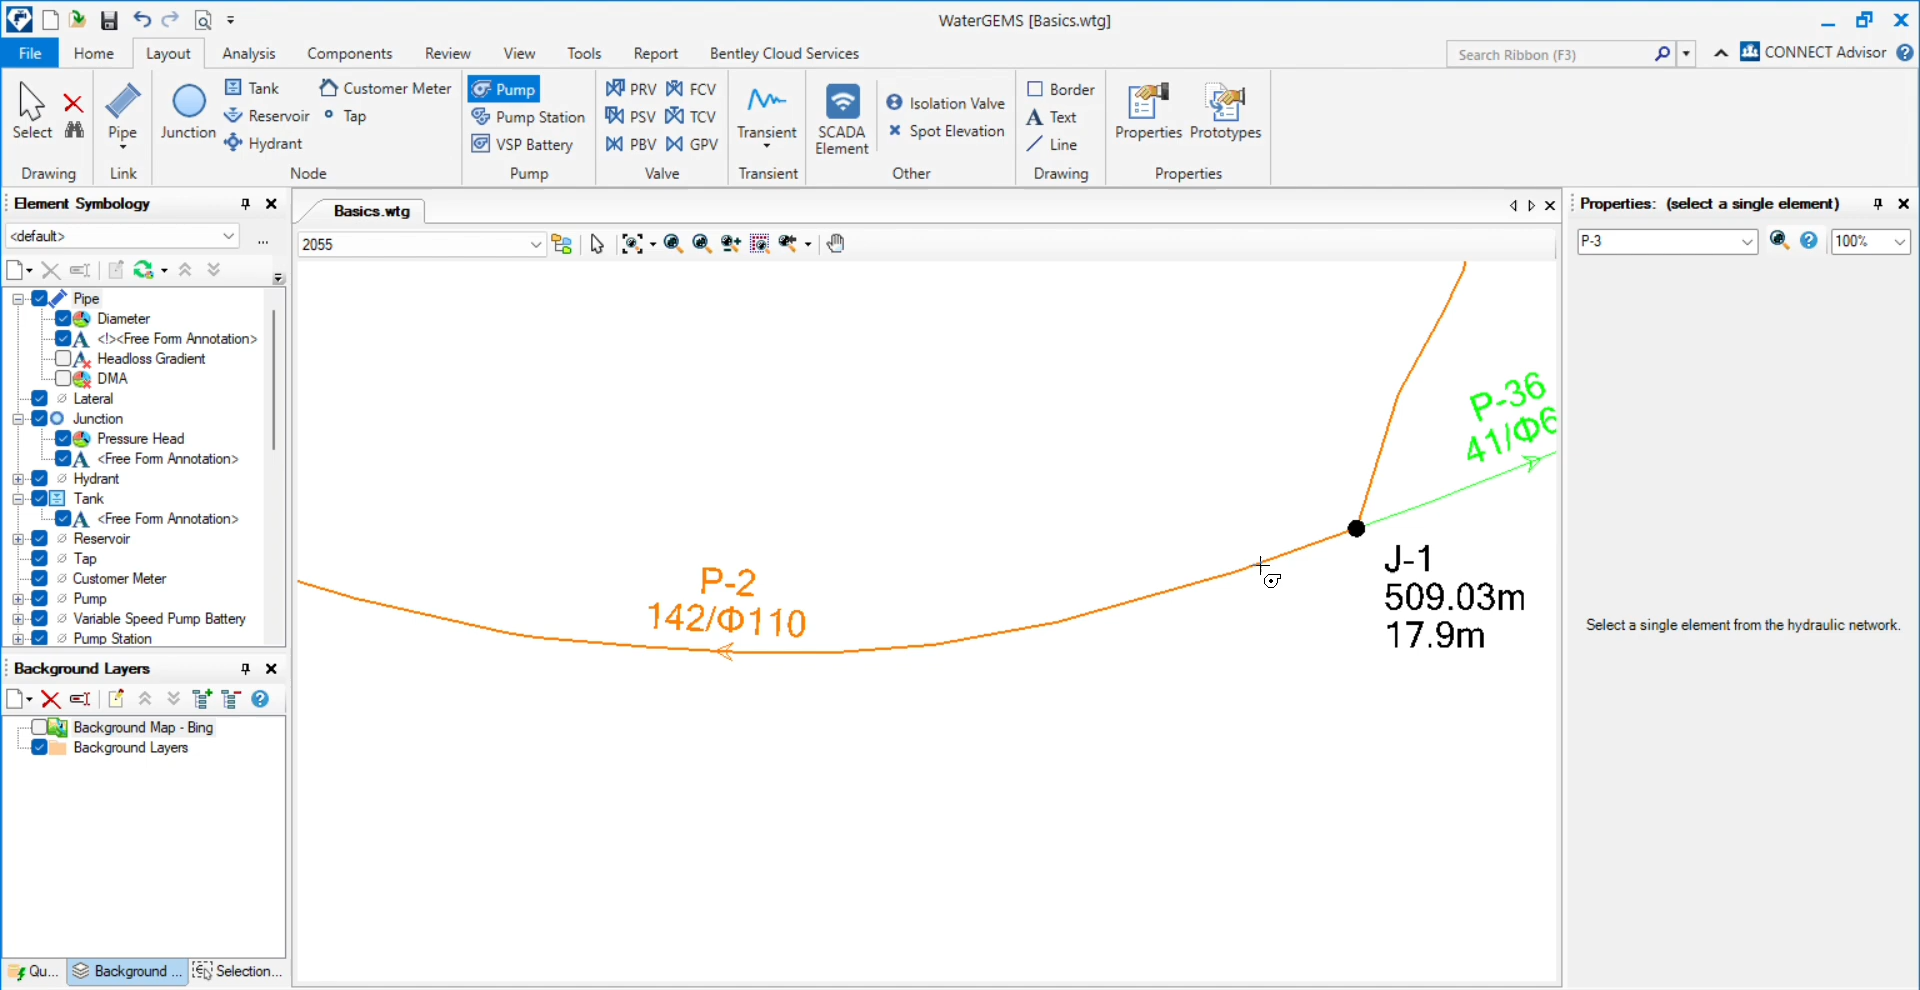 WaterGEMS [Basics.wtg]
File Home Layout Analysis Components Review View Tools Report Bentley Cloud Services
Search Ribbon (F3)
CONNECT Advisor
Select
Drawing
Pipe
Link
Junction
Tank
Reservoir
Hydrant
Customer Meter
Tap
Node
Pump
Pump Station
VSP Battery
Pump
PRV FCV
PSV TCV
PBV GPV
Valve
Transient
Transient
SCADA
Element
Isolation Valve
Spot Elevation
Other
Border
Text
Line
Drawing
Properties
Prototypes
Properties
Element Symbology
<default>
...
Pipe
Diameter
<!><Free Form Annotation>
Headloss Gradient
DMA
Lateral
Junction
Pressure Head
<Free Form Annotation>
Hydrant
Tank
<Free Form Annotation>
Reservoir
Tap
Customer Meter
Pump
Variable Speed Pump Battery
Pump Station
Background Layers
Background Map - Bing
Background Layers
Qu...
Background ...
Selection...
Basics.wtg
2055
P-36
41/Φ6
P-2
142/Φ110
J-1
509.03m
17.9m
Properties: (select a single element)
P-3
100%
Select a single element from the hydraulic network.